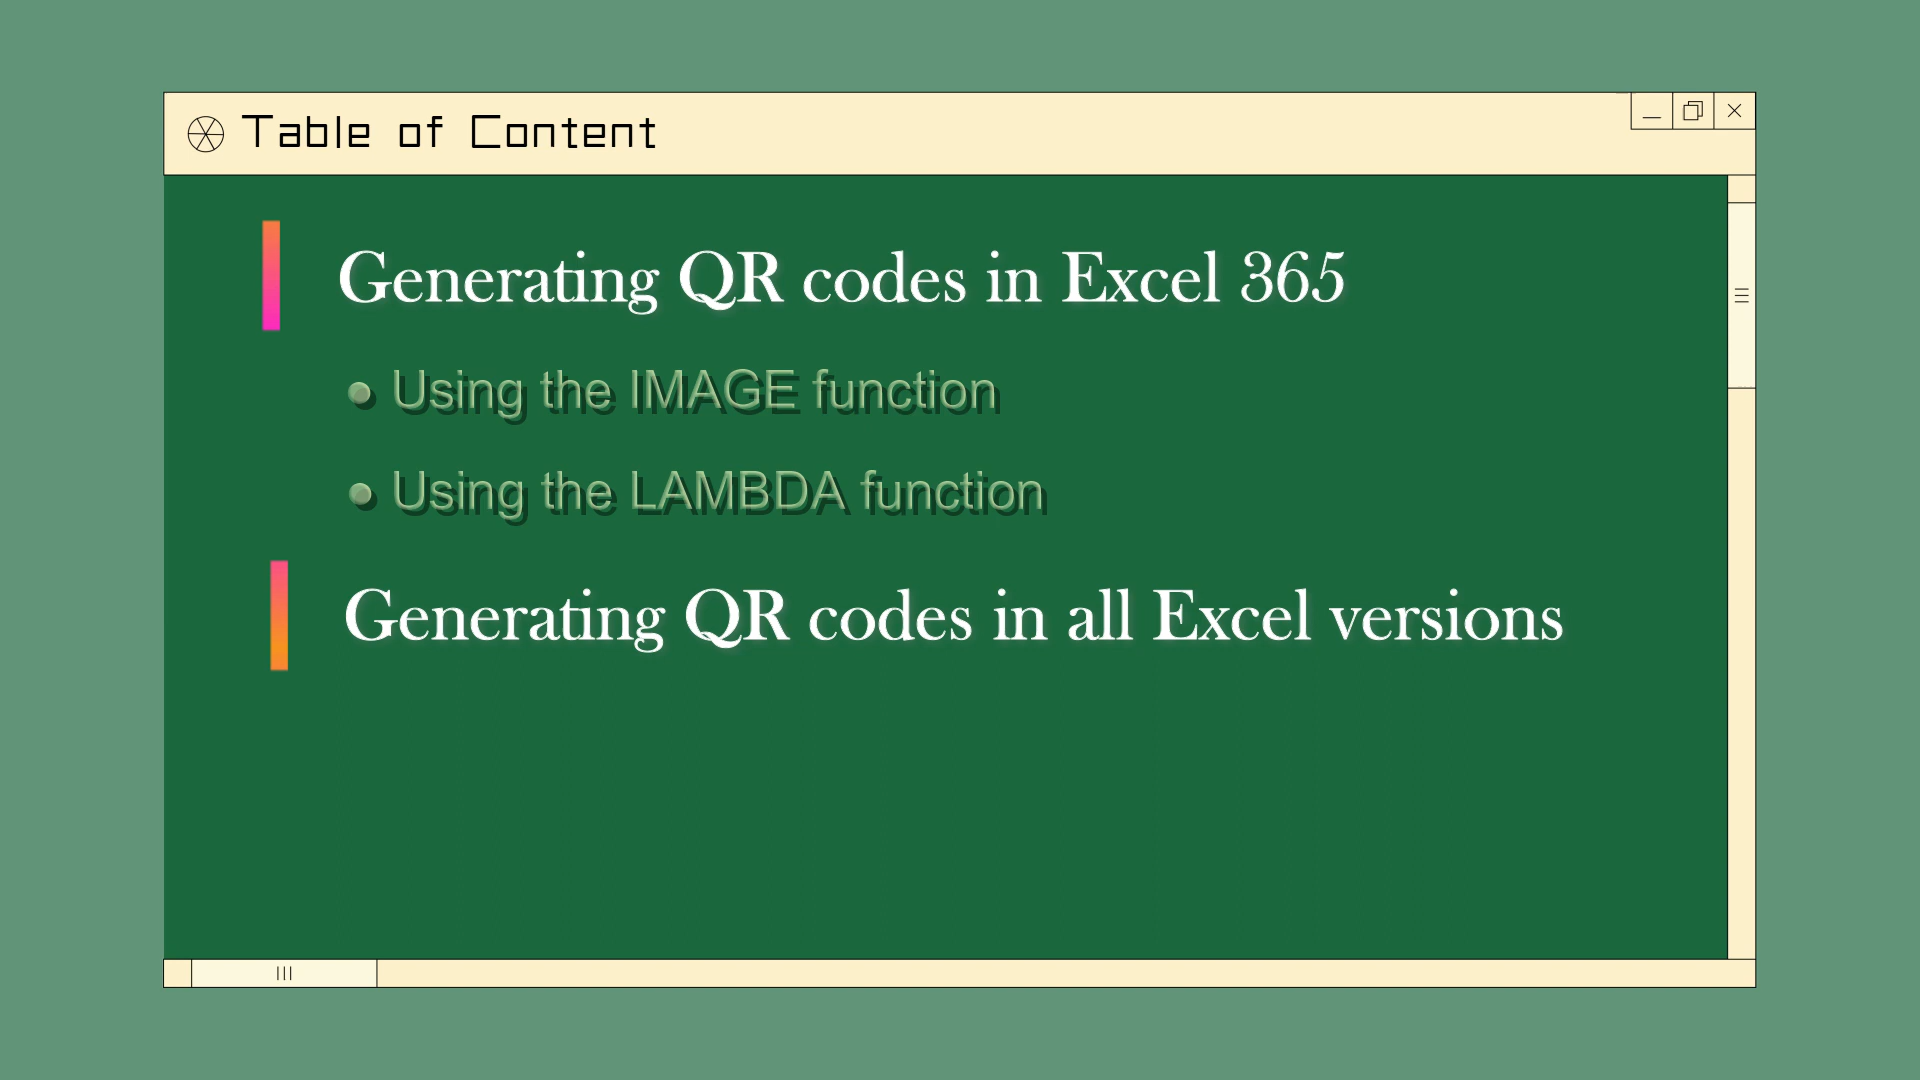 Table of Content
Generating QR codes in Excel 365
• Using the IMAGE function
• Using the LAMBDA function
Generating QR codes in all Excel versions